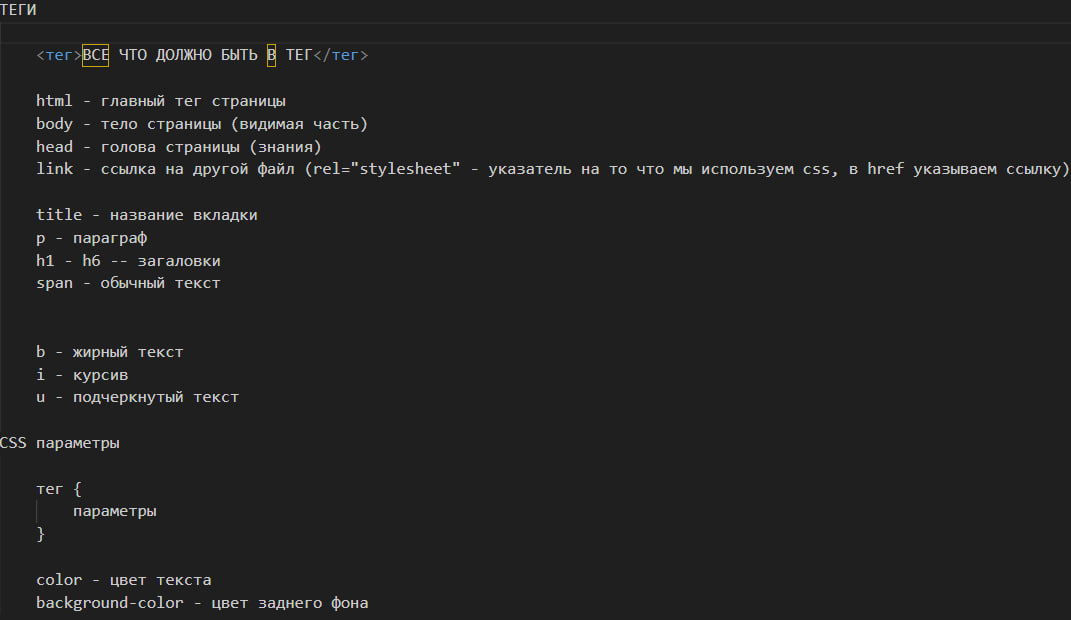 ТЕГИ
<тег>ВСЕ ЧТО ДОЛЖНО БЫТЬ В ТЕГ</тег>
html - главный тег страницы
body - тело страницы (видимая часть)
head - голова страницы (знания)
link - ссылка на другой файл (rel="stylesheet" - указатель на то что мы используем css, в href указываем ссылку)
title - название вкладки
p - параграф
h1 - h6 -- загаловки
span - обычный текст
b - жирный текст
i - курсив
u - подчеркнутый текст
CSS параметры
тег {
параметры
}
color - цвет текста
background-color - цвет заднего фона